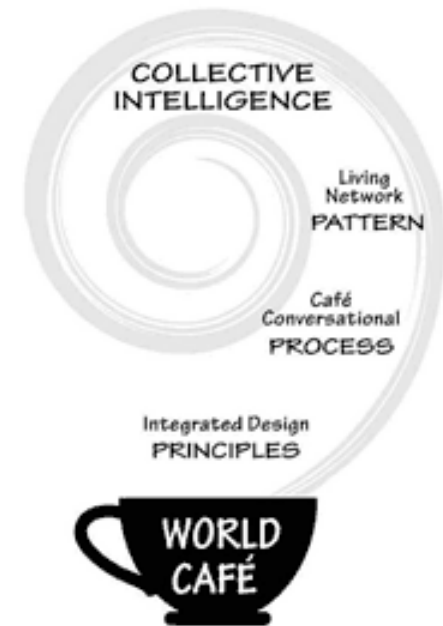 COLLECTIVE
INTELLIGENCE
Living
Network
PATTERN
Café
Conversational
PROCESS
Integrated Design
PRINCIPLES
WORLD
CAFÉ